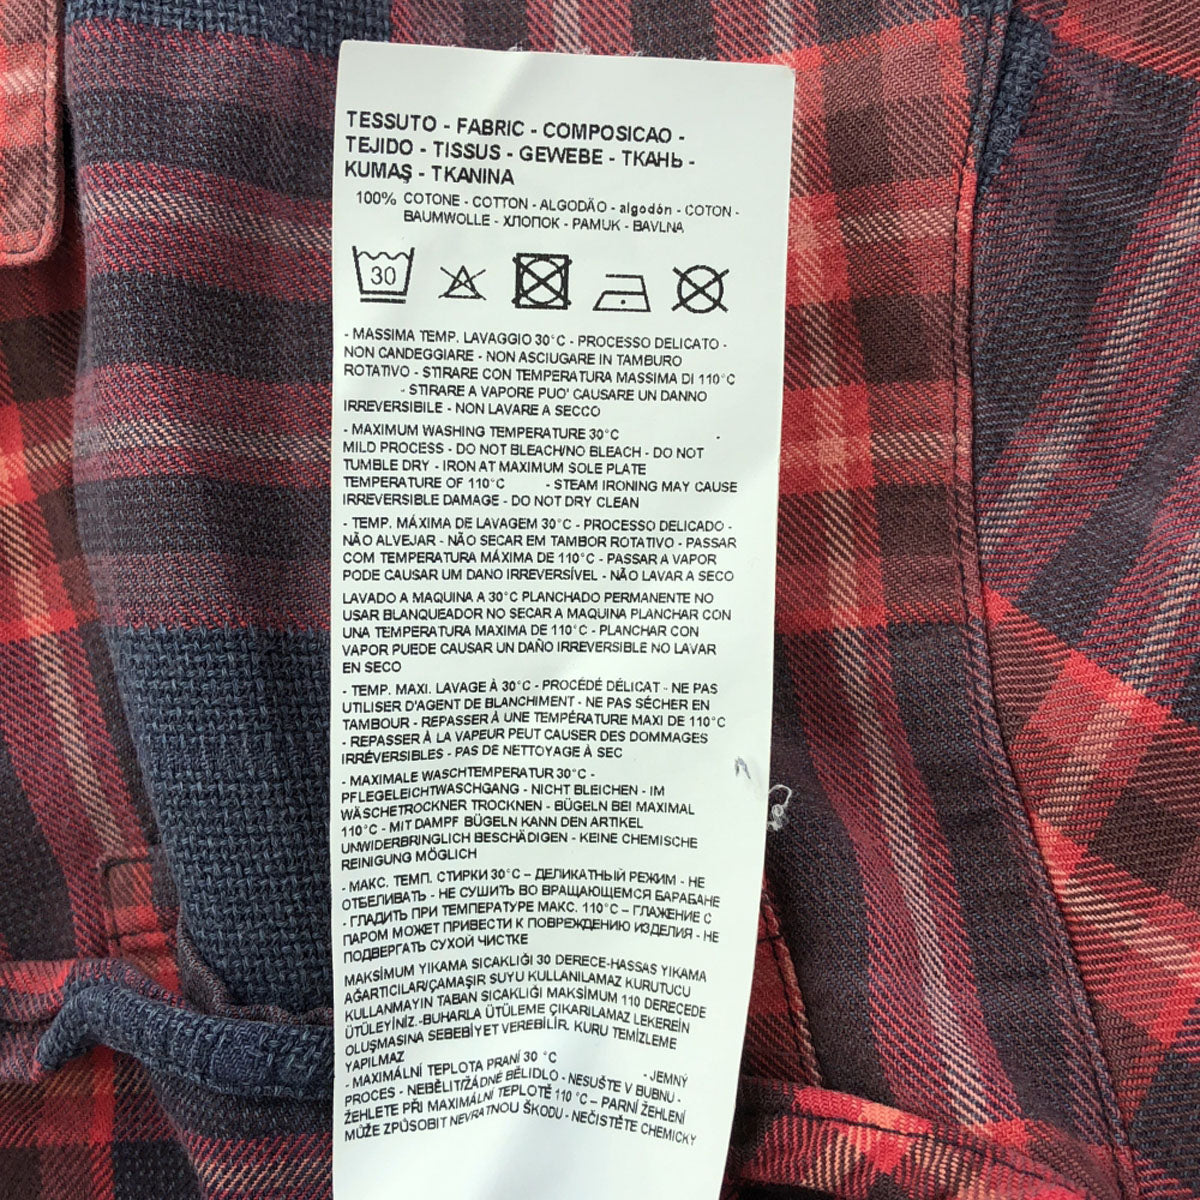 TESSUTO - FABRIC - COMPOSICAO -
TEJIDO - TISSUS - GEWEBE - ТКАНЬ -
KUMAŞ - TKANINA
100% COTONE - COTTON - ALGODÃO - algodón - COTON -
BAUMWOLLE - ХЛОПОК - PAMUK - BAVLNA
30
- MASSIMA TEMP. LAVAGGIO 30°C - PROCESSO DELICATO -
NON CANDEGGIARE - NON ASCIUGARE IN TAMBURO
ROTATIVO - STIRARE CON TEMPERATURA MASSIMA DI 110°C
- STIRARE A VAPORE PUO' CAUSARE UN DANNO
IRREVERSIBILE - NON LAVARE A SECCO
- MAXIMUM WASHING TEMPERATURE 30°C -
MILD PROCESS - DO NOT BLEACH/NO BLEACH - DO NOT
TUMBLE DRY - IRON AT MAXIMUM SOLE PLATE
TEMPERATURE OF 110°C - STEAM IRONING MAY CAUSE
IRREVERSIBLE DAMAGE - DO NOT DRY CLEAN
- TEMP. MÁXIMA DE LAVAGEM 30°C - PROCESSO DELICADO -
NÃO ALVEJAR - NÃO SECAR EM TAMBOR ROTATIVO - PASSAR
COM TEMPERATURA MÁXIMA DE 110°C - PASSAR A VAPOR
PODE CAUSAR UM DANO IRREVERSÍVEL - NÃO LAVAR A SECO
LAVADO A MAQUINA A 30°C PLANCHADO PERMANENTE NO
USAR BLANQUEADOR NO SECAR A MAQUINA PLANCHAR CON
UNA TEMPERATURA MAXIMA DE 110°C - PLANCHAR CON
VAPOR PUEDE CAUSAR UN DAÑO IRREVERSIBLE NO LAVAR
EN SECO
- TEMP. MAXI. LAVAGE À 30°C - PROCÉDÉ DÉLICAT - NE PAS
UTILISER D'AGENT DE BLANCHIMENT - NE PAS SÉCHER EN
TAMBOUR - REPASSER À UNE TEMPÉRATURE MAXI DE 110°C
- REPASSER À LA VAPEUR PEUT CAUSER DES DOMMAGES
IRRÉVERSIBLES - PAS DE NETTOYAGE À SEC
- MAXIMALE WASCHTEMPERATUR 30°C -
PFLEGELEICHTWASCHGANG - NICHT BLEICHEN - IM
WÄSCHETROCKNER TROCKNEN - BÜGELN BEI MAXIMAL
110°C - MIT DAMPF BÜGELN KANN DEN ARTIKEL
UNWIDERBRINGLICH BESCHÄDIGEN - KEINE CHEMISCHE
REINIGUNG MÖGLICH
- МАКС. ТЕМП. СТИРКИ 30°C – ДЕЛИКАТНЫЙ РЕЖИМ - НЕ
ОТБЕЛИВАТЬ - НЕ СУШИТЬ ВО ВРАЩАЮЩЕМСЯ БАРАБАНЕ
- ГЛАДИТЬ ПРИ ТЕМПЕРАТУРЕ МАКС. 110°C – ГЛАЖЕНИЕ С
ПАРОМ МОЖЕТ ПРИВЕСТИ К ПОВРЕЖДЕНИЮ ИЗДЕЛИЯ - НЕ
ПОДВЕРГАТЬ СУХОЙ ЧИСТКЕ
MAKSİMUM YIKAMA SICAKLIĞI 30 DERECE-HASSAS YIKAMA
AĞARTICILAR/ÇAMAŞIR SUYU KULLANILAMAZ KURUTUCU
KULLANMAYIN TABAN SICAKLIĞI MAKSİMUM 110 DERECEDE
ÜTÜLEYİNİZ.-BUHARLA ÜTÜLEME ÇIKARILAMAZ LEKEREİN
OLUŞMASINA SEBEBİYET VEREBİLİR. KURU TEMİZLEME
YAPILMAZ
- MAXIMÁLNÍ TEPLOTA PRANÍ 30 °C - JEMNÝ
PROCES - NEBĚLIT/ŽÁDNÉ BĚLIDLO - NESUŠTE V BUBNU -
ŽEHLETE PŘI MAXIMÁLNÍ TEPLOTĚ 110 °C – PARNÍ ŽEHLENÍ
MŮŽE ZPŮSOBIT NEVRATNOU ŠKODU - NEČISTĚTE CHEMICKY